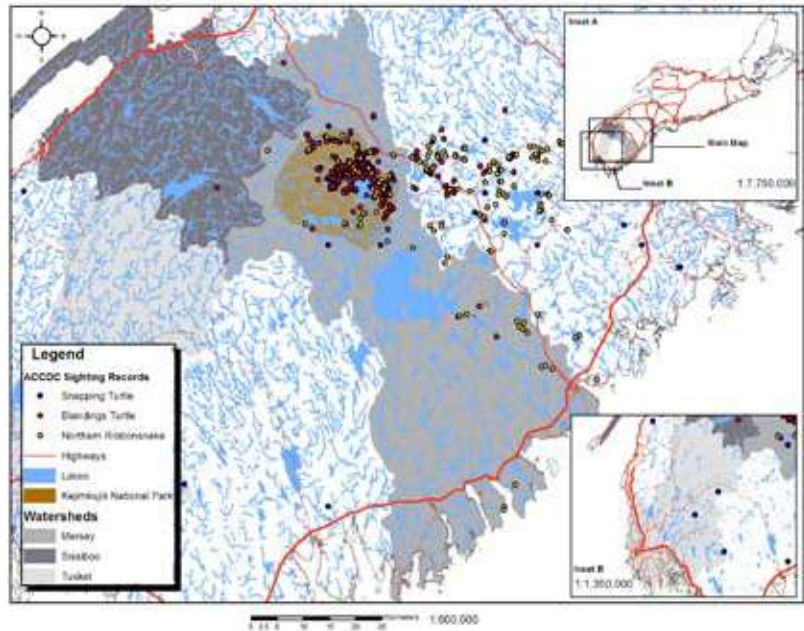 Inset A
Main Map
Inset B
1:7,750,000
Legend
ACCDC Sighting Records
Snapping Turtle
Blandings Turtle
Northern Ribbonsnake
Highways
Lakes
Kejimkujik National Park
Watersheds
Mersey
Sissiboo
Tusket
Inset B
1:1,350,000
1:600,000